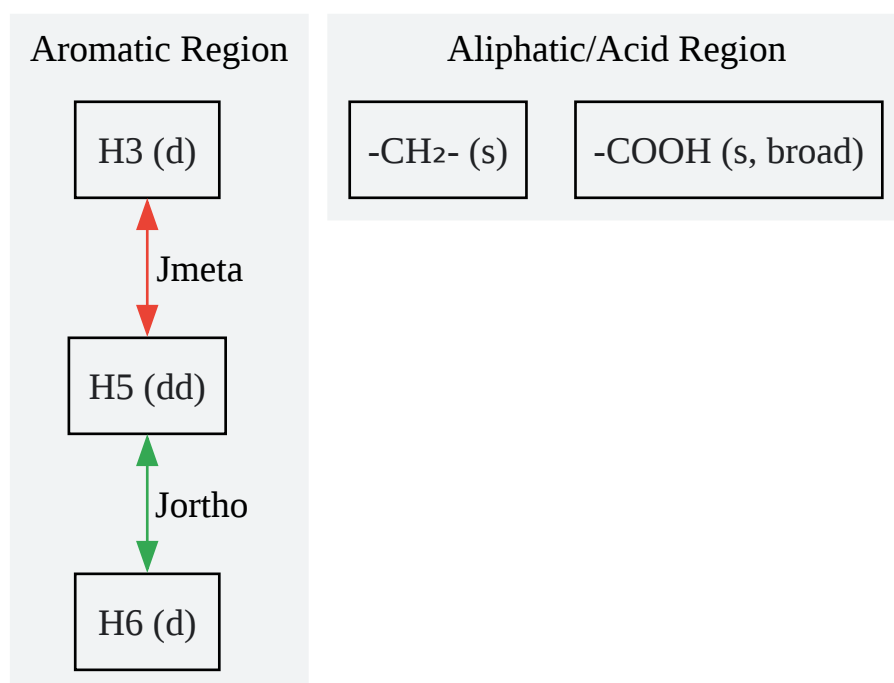 Aromatic Region
H3 (d)
Jmeta
H5 (dd)
Jortho
H6 (d)
Aliphatic/Acid Region
-CH₂- (s)
-COOH (s, broad)